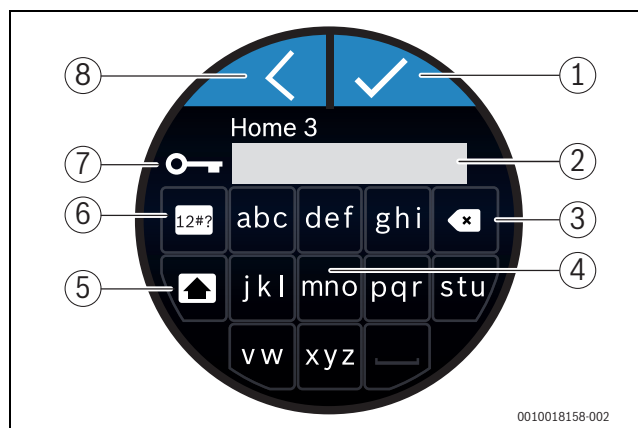 8 1
Home 3
7 2
6 12#? abc def ghi 3
5 jkl mno pqr stu 4
vw xyz
0010018158-002